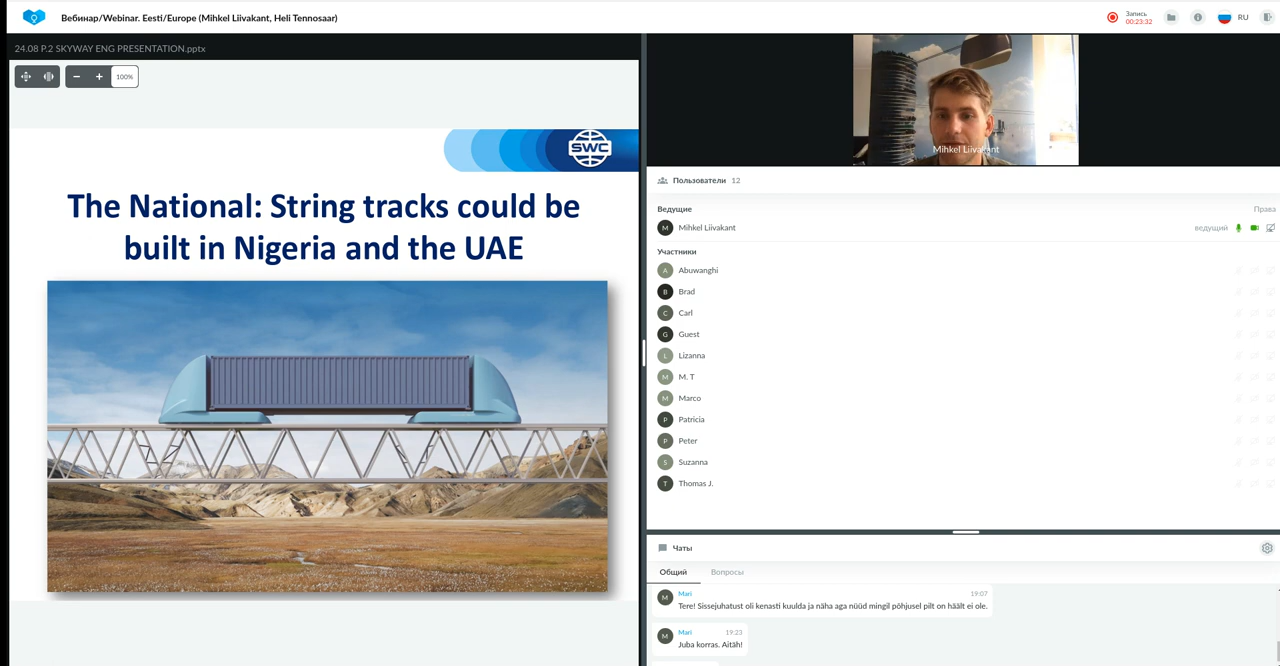 Вебинар/Webinar. Eesti/Europe (Mihkel Liivakant, Heli Tennosaar)
Запись
00:23:32
RU
24.08 P.2 SKYWAY ENG PRESENTATION.pptx
100%
SWC
The National: String tracks could be
built in Nigeria and the UAE
Mihkel Liivakant
Пользователи 12
Ведущие Права
M Mihkel Liivakant ведущий
Участники
A Abuwanghi
B Brad
C Carl
G Guest
L Lizanna
M M. T
M Marco
P Patricia
P Peter
S Suzanna
T Thomas J.
Чаты
Общий Вопросы
M Mari 19:07
Tere! Sissejuhatust oli kenasti kuulda ja näha aga nüüd mingil põhjusel pilt on häält ei ole.
M Mari 19:23
Juba korras. Aitäh!